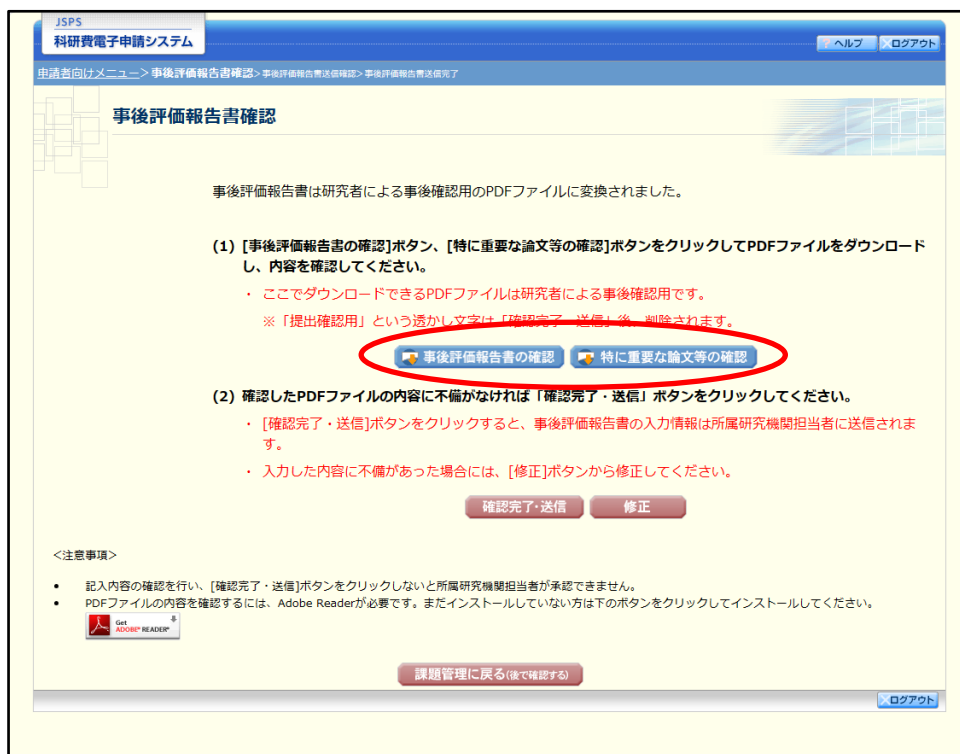 JSPS
科研費電子申請システム
? ヘルプ ×ログアウト
申請者向けメニュー>事後評価報告書確認>事後評価報告書送信確認>事後評価報告書送信完了
事後評価報告書確認
事後評価報告書は研究者による事後確認用のPDFファイルに変換されました。
(1) [事後評価報告書の確認]ボタン、[特に重要な論文等の確認]ボタンをクリックしてPDFファイルをダウンロード
し、内容を確認してください。
・ ここでダウンロードできるPDFファイルは研究者による事後確認用です。
※「提出確認用」という透かし文字は「確認完了・送信」後、削除されます。
事後評価報告書の確認 特に重要な論文等の確認
(2) 確認したPDFファイルの内容に不備がなければ「確認完了・送信」ボタンをクリックしてください。
・ [確認完了・送信]ボタンをクリックすると、事後評価報告書の入力情報は所属研究機関担当者に送信されま
す。
・ 入力した内容に不備があった場合には、[修正]ボタンから修正してください。
確認完了・送信 修正
<注意事項>
• 記入内容の確認を行い、[確認完了・送信]ボタンをクリックしないと所属研究機関担当者が承認できません。
• PDFファイルの内容を確認するには、Adobe Readerが必要です。まだインストールしていない方は下のボタンをクリックしてインストールしてください。
Get
ADOBE® READER®
課題管理に戻る(後で確認する)
×ログアウト